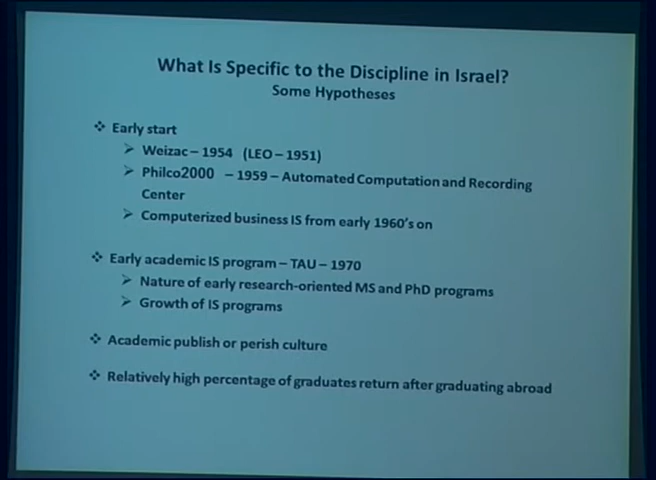 What Is Specific to the Discipline in Israel?
Some Hypotheses
❖ Early start
➢ Weizac – 1954 (LEO – 1951)
➢ Philco2000 – 1959 – Automated Computation and Recording
Center
➢ Computerized business IS from early 1960's on
❖ Early academic IS program – TAU – 1970
➢ Nature of early research-oriented MS and PhD programs
➢ Growth of IS programs
❖ Academic publish or perish culture
❖ Relatively high percentage of graduates return after graduating abroad